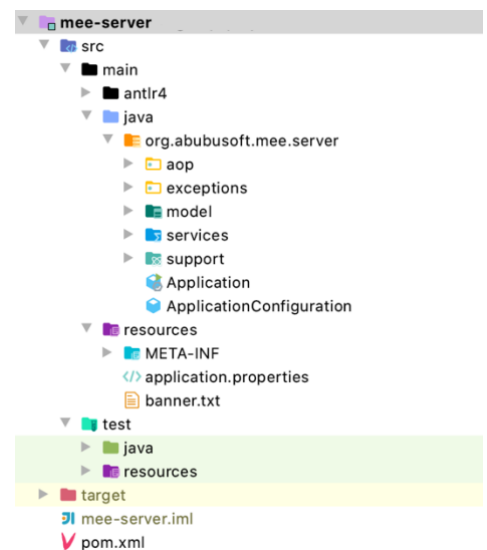 mee-server
src
main
antlr4
java
org.abubusoft.mee.server
aop
exceptions
model
services
support
Application
ApplicationConfiguration
resources
META-INF
application.properties
banner.txt
test
java
resources
target
mee-server.iml
pom.xml